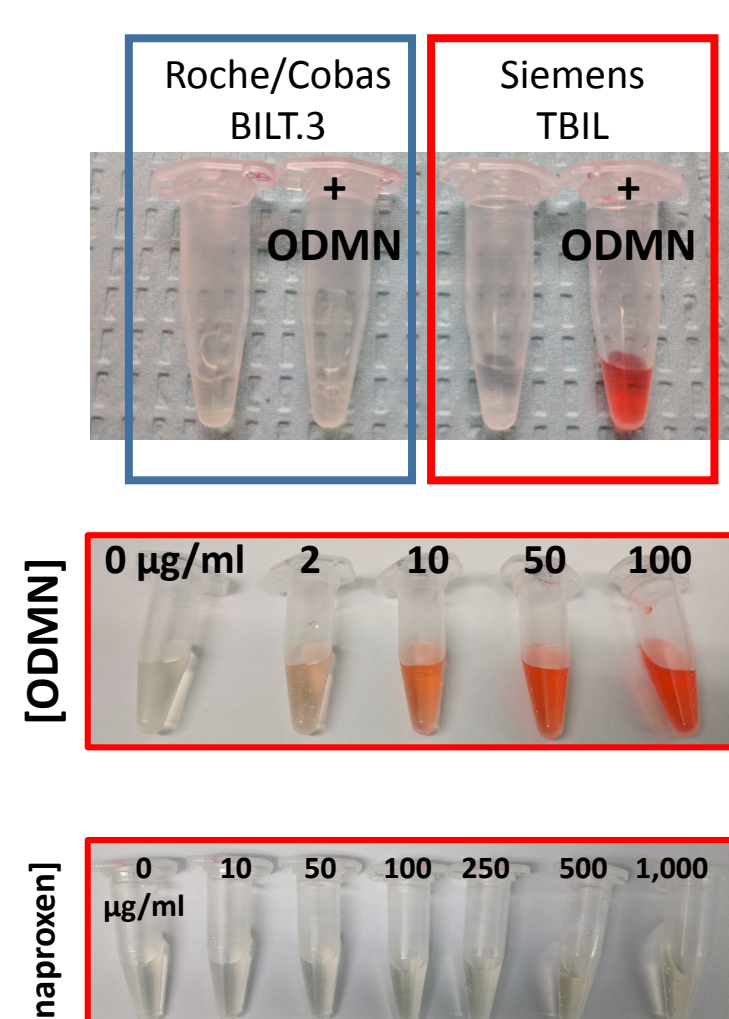 Roche/Cobas
BILT.3
Siemens
TBIL
+
ODMN
+
ODMN
[ODMN]
0 µg/ml 2 10 50 100
naproxen]
0 10 50 100 250 500 1,000
µg/ml